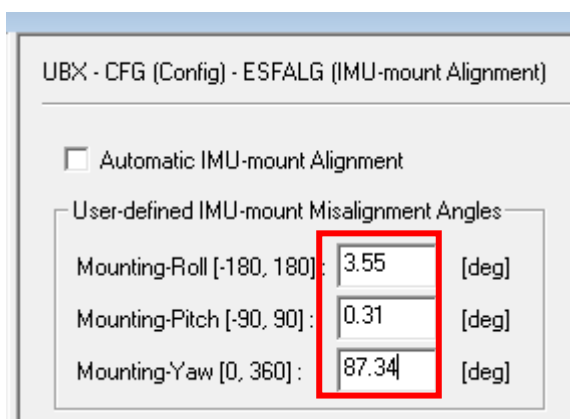 UBX - CFG (Config) - ESFALG (IMU-mount Alignment)
Automatic IMU-mount Alignment
User-defined IMU-mount Misalignment Angles
Mounting-Roll [-180, 180] : 3.55 [deg]
Mounting-Pitch [-90, 90] : 0.31 [deg]
Mounting-Yaw [0, 360] : 87.34 [deg]